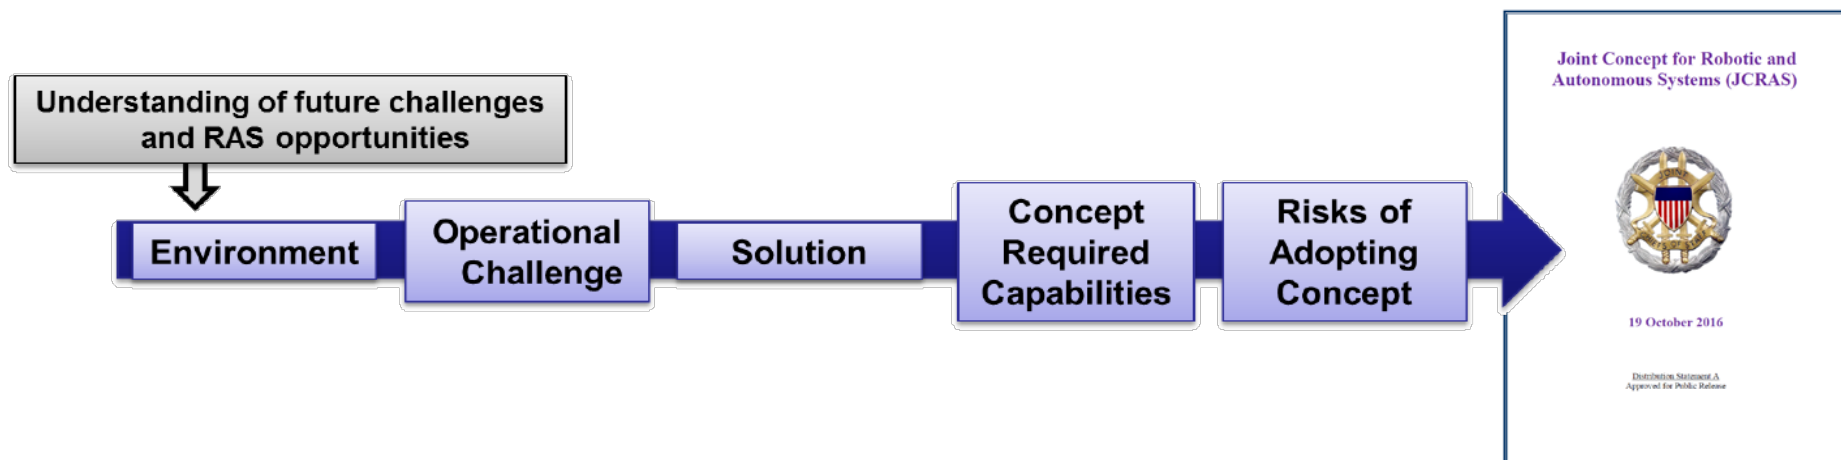 Understanding of future challenges
and RAS opportunities
Environment
Operational
Challenge
Solution
Concept
Required
Capabilities
Risks of
Adopting
Concept
Joint Concept for Robotic and
Autonomous Systems (JCRAS)
JOINT
19 October 2016
Distribution Statement A
Approved for Public Release